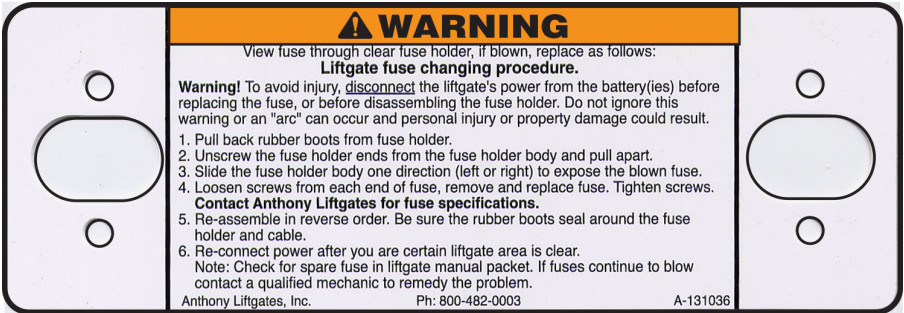 WARNING
View fuse through clear fuse holder, if blown, replace as follows:
Liftgate fuse changing procedure.
Warning! To avoid injury, disconnect the liftgate's power from the battery(ies) before
replacing the fuse, or before disassembling the fuse holder. Do not ignore this
warning or an "arc" can occur and personal injury or property damage could result.
1. Pull back rubber boots from fuse holder.
2. Unscrew the fuse holder ends from the fuse holder body and pull apart.
3. Slide the fuse holder body one direction (left or right) to expose the blown fuse.
4. Loosen screws from each end of fuse, remove and replace fuse. Tighten screws.
Contact Anthony Liftgates for fuse specifications.
5. Re-assemble in reverse order. Be sure the rubber boots seal around the fuse
holder and cable.
6. Re-connect power after you are certain liftgate area is clear.
Note: Check for spare fuse in liftgate manual packet. If fuses continue to blow
contact a qualified mechanic to remedy the problem.
Anthony Liftgates, Inc. Ph: 800-482-0003 A-131036